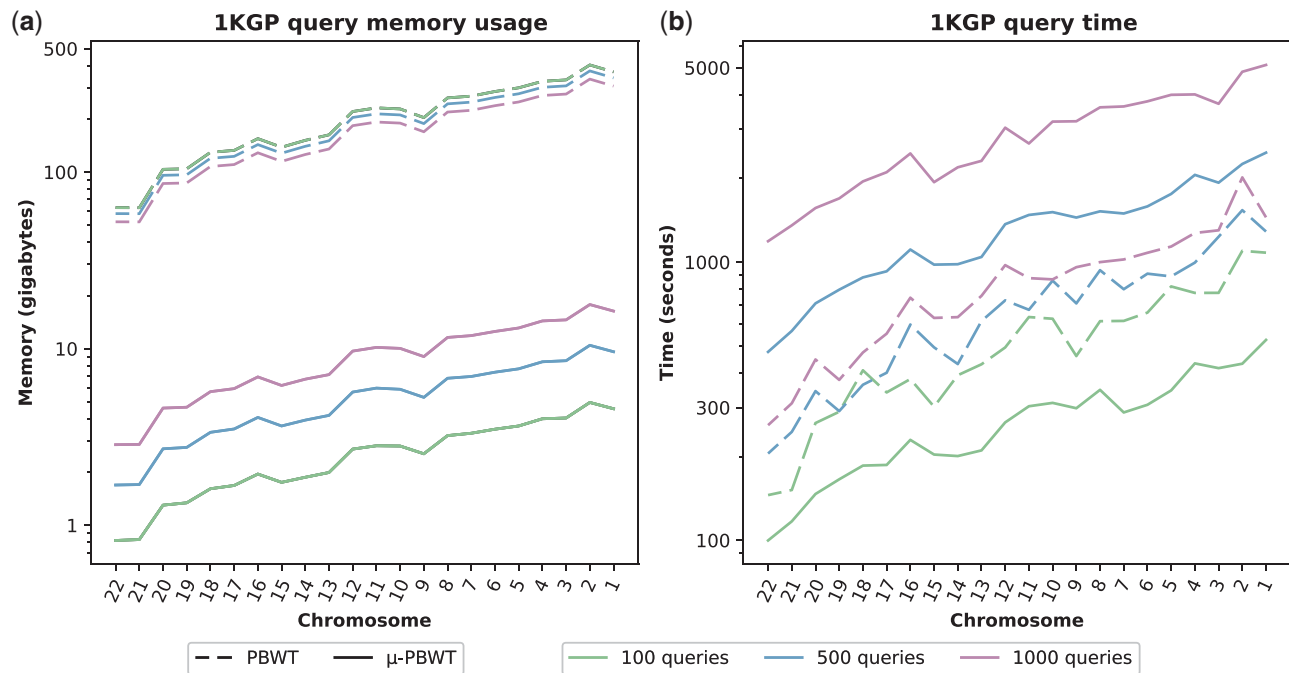 (a) 1KGP query memory usage
500
100
10
1
Memory (gigabytes)
22 21 20 19 18 17 16 15 14 13 12 11 10 9 8 7 6 5 4 3 2 1
Chromosome
(b) 1KGP query time
5000
1000
300
100
Time (seconds)
22 21 20 19 18 17 16 15 14 13 12 11 10 9 8 7 6 5 4 3 2 1
Chromosome
PBWT μ-PBWT
100 queries 500 queries 1000 queries